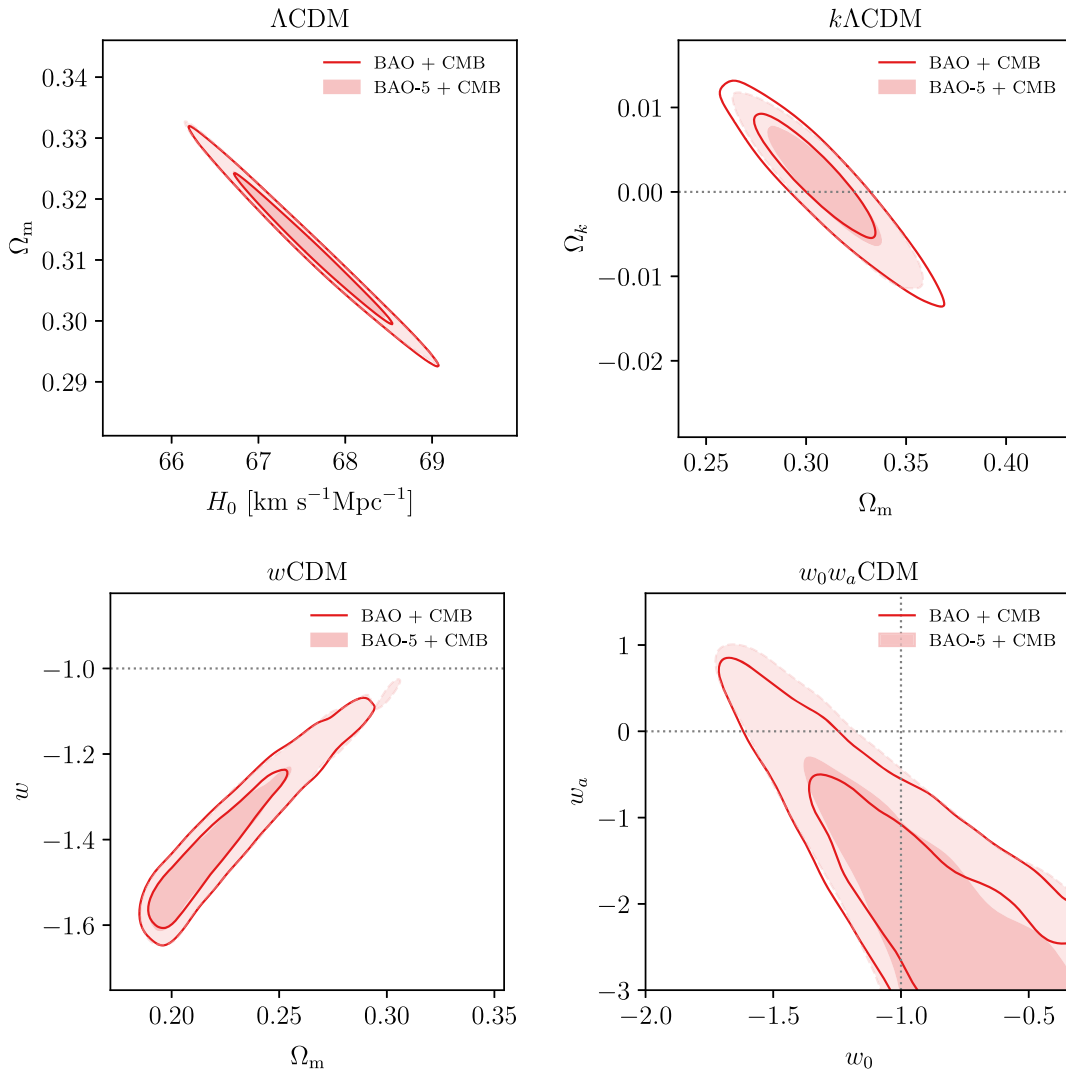 ΛCDM
BAO + CMB
BAO-5 + CMB
0.34
0.33
0.32
0.31
0.30
0.29
Ωm
66
67
68
69
H0 [km s−1Mpc−1]
kΛCDM
BAO + CMB
BAO-5 + CMB
0.01
0.00
−0.01
−0.02
Ωk
0.25
0.30
0.35
0.40
Ωm
wCDM
BAO + CMB
BAO-5 + CMB
−1.0
−1.2
−1.4
−1.6
w
0.20
0.25
0.30
0.35
Ωm
w0waCDM
BAO + CMB
BAO-5 + CMB
1
0
−1
−2
−3
wa
−2.0
−1.5
−1.0
−0.5
w0